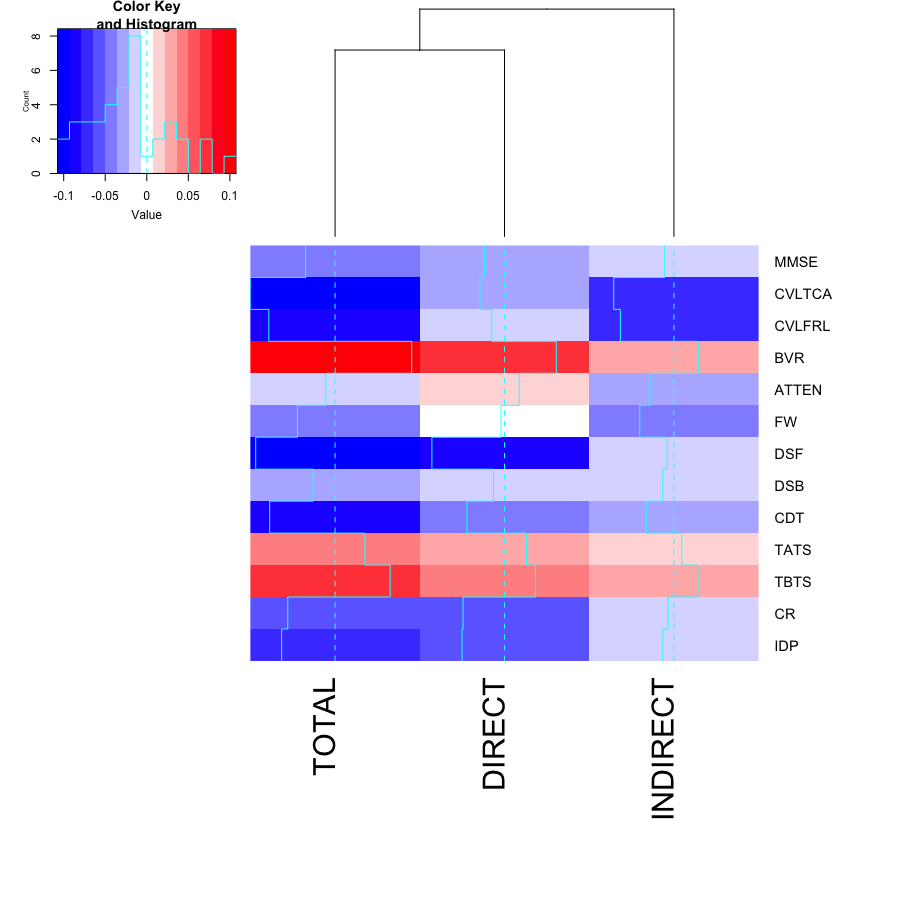 Color Key
and Histogram
Count
0
2
4
6
8
-0.1
-0.05
0
0.05
0.1
Value
MMSE
CVLTCA
CVLFRL
BVR
ATTEN
FW
DSF
DSB
CDT
TATS
TBTS
CR
IDP
TOTAL
DIRECT
INDIRECT